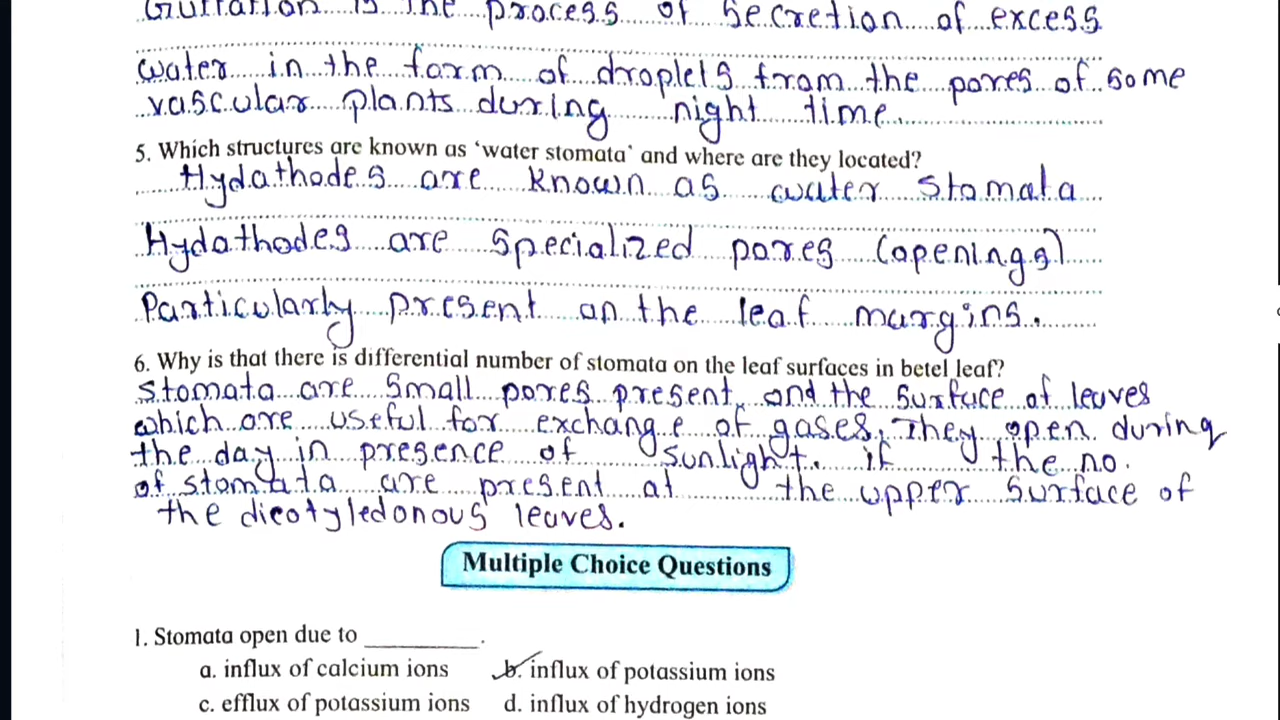 Guttation is the process of secretion of excess
water in the form of droplets from the pores of some
vascular plants during night time.
5. Which structures are known as 'water stomata' and where are they located?
Hydathodes are known as water stomata
Hydathodes are specialized pores (openings)
Particularly present on the leaf margins.
6. Why is that there is differential number of stomata on the leaf surfaces in betel leaf?
Stomata are small pores present, and the surface of leaves
which are useful for exchange of gases, They open during
the day in presence of sunlight. if the no.
of stomata are present at the upper surface of
the dicotyledonous leaves.
Multiple Choice Questions
1. Stomata open due to __________.
a. influx of calcium ions b. influx of potassium ions
c. efflux of potassium ions d. influx of hydrogen ions